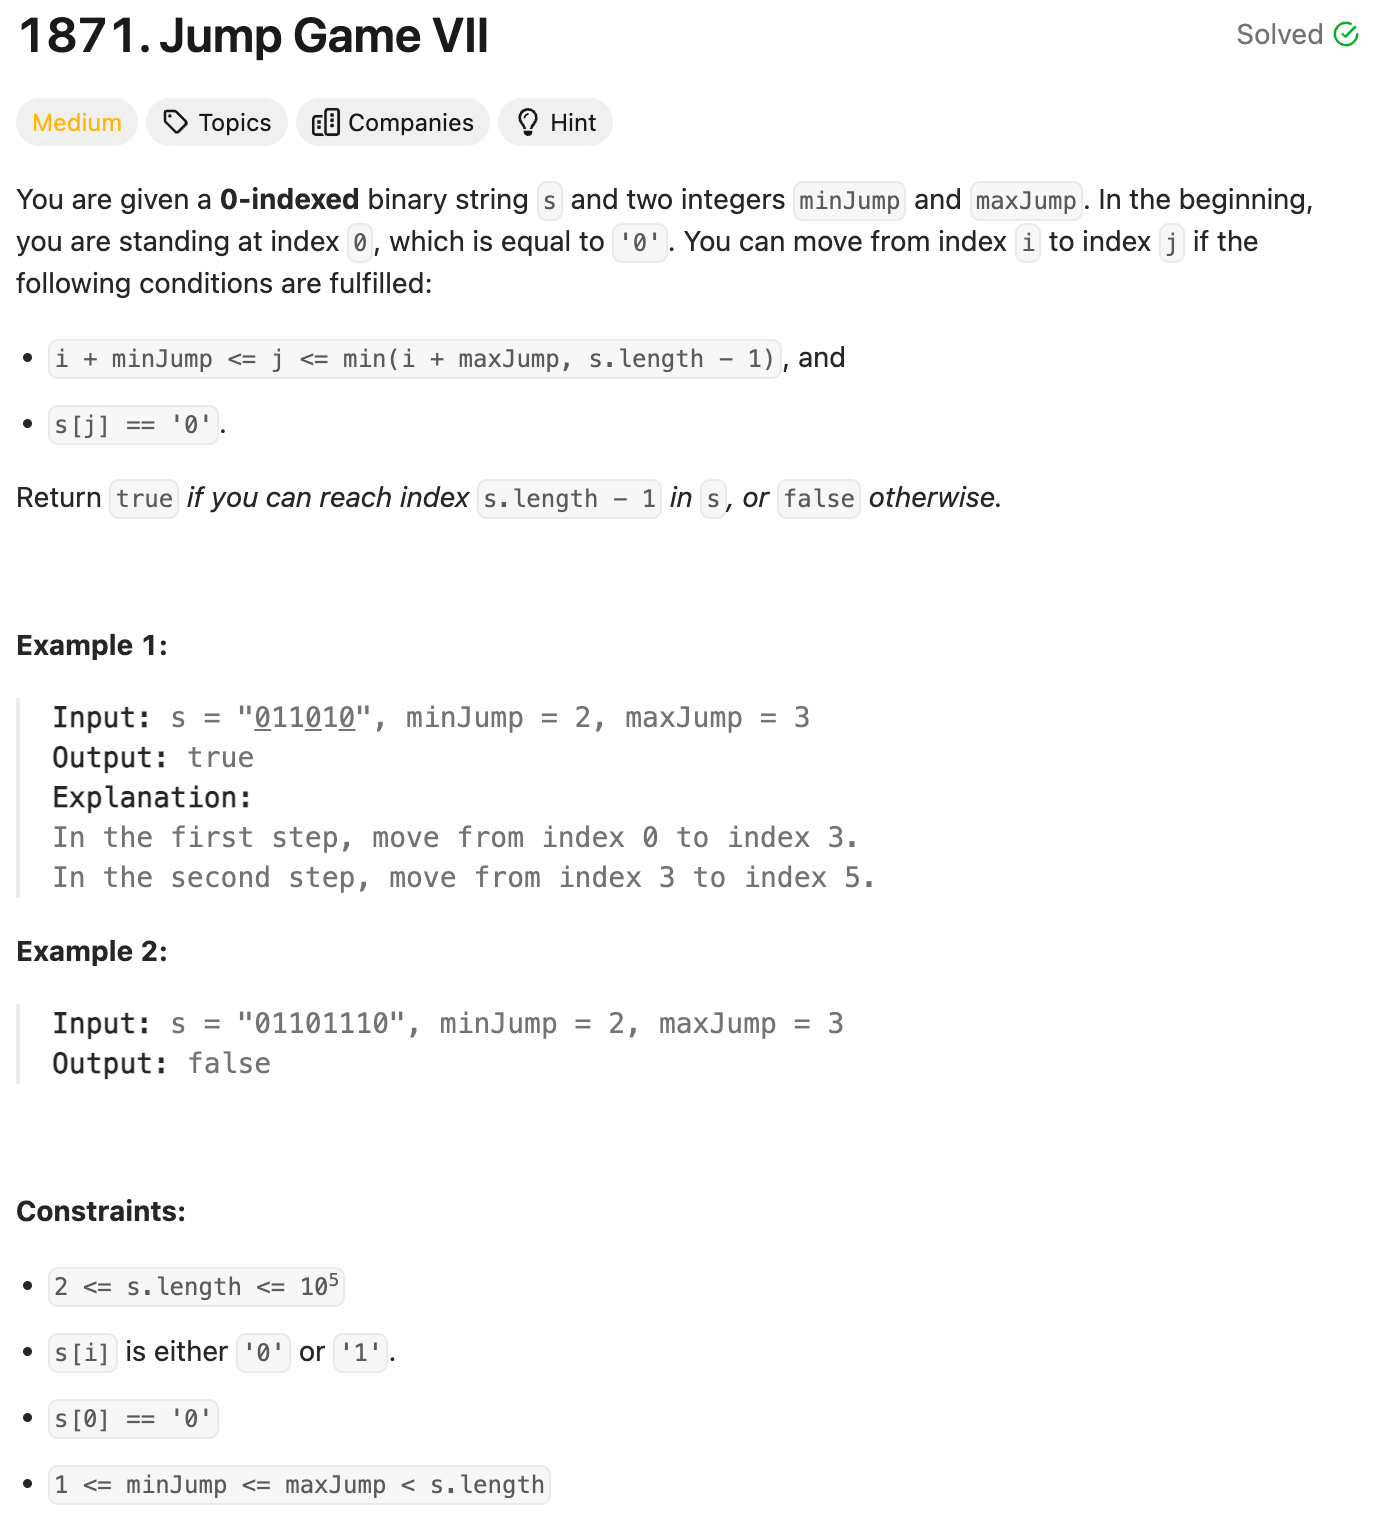 1871. Jump Game VII
Solved
Medium
Topics
Companies
Hint
You are given a 0-indexed binary string s and two integers minJump and maxJump. In the beginning,
you are standing at index 0, which is equal to '0'. You can move from index i to index j if the
following conditions are fulfilled:
• i + minJump <= j <= min(i + maxJump, s.length - 1), and
• s[j] == '0'.
Return true if you can reach index s.length - 1 in s, or false otherwise.
Example 1:
Input: s = "011010", minJump = 2, maxJump = 3
Output: true
Explanation:
In the first step, move from index 0 to index 3.
In the second step, move from index 3 to index 5.
Example 2:
Input: s = "01101110", minJump = 2, maxJump = 3
Output: false
Constraints:
• 2 <= s.length <= 10⁵
• s[i] is either '0' or '1'.
• s[0] == '0'
• 1 <= minJump <= maxJump < s.length